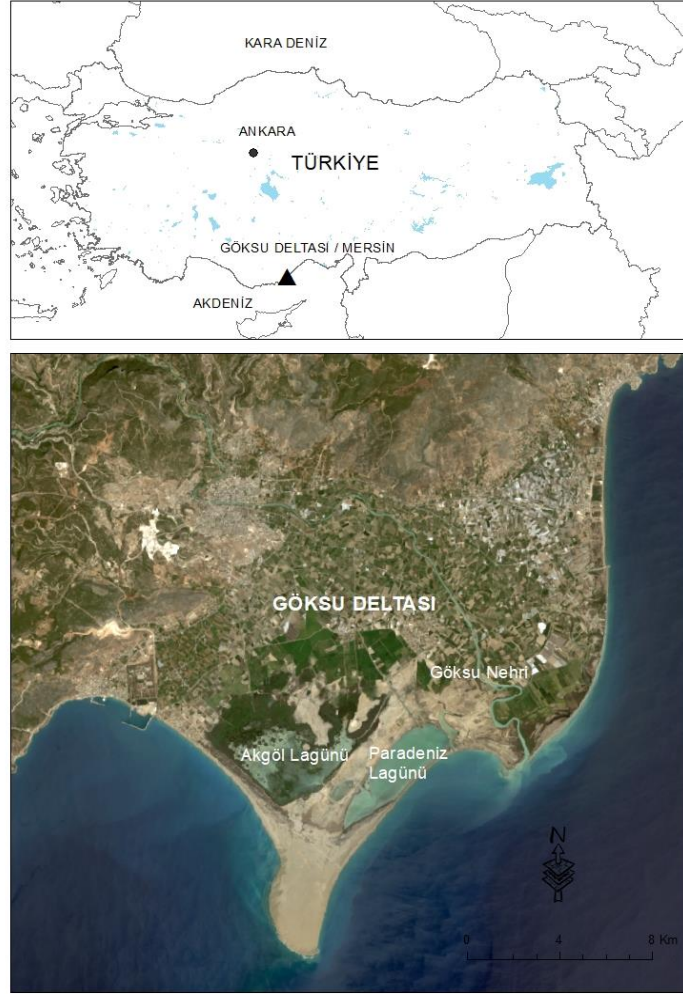 KARA DENİZ
ANKARA
TÜRKİYE
GÖKSU DELTASI / MERSİN
AKDENİZ
GÖKSU DELTASI
Göksu Nehri
Akgöl Lagünü
Paradeniz
Lagünü
N
0 4 8 Km